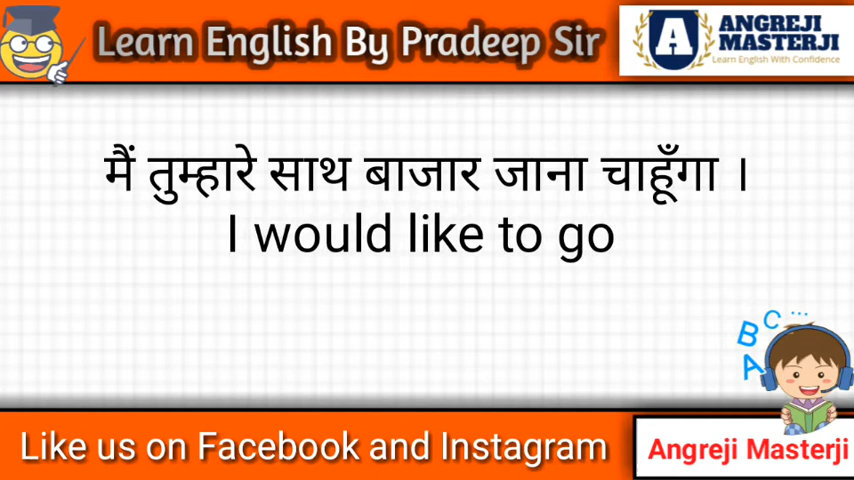 Learn English By Pradeep Sir
A
ANGREJI
MASTERJI
Learn English With Confidence
मैं तुम्हारे साथ बाजार जाना चाहूँगा ।
I would like to go
B C ...
A
Like us on Facebook and Instagram
Angreji Masterji